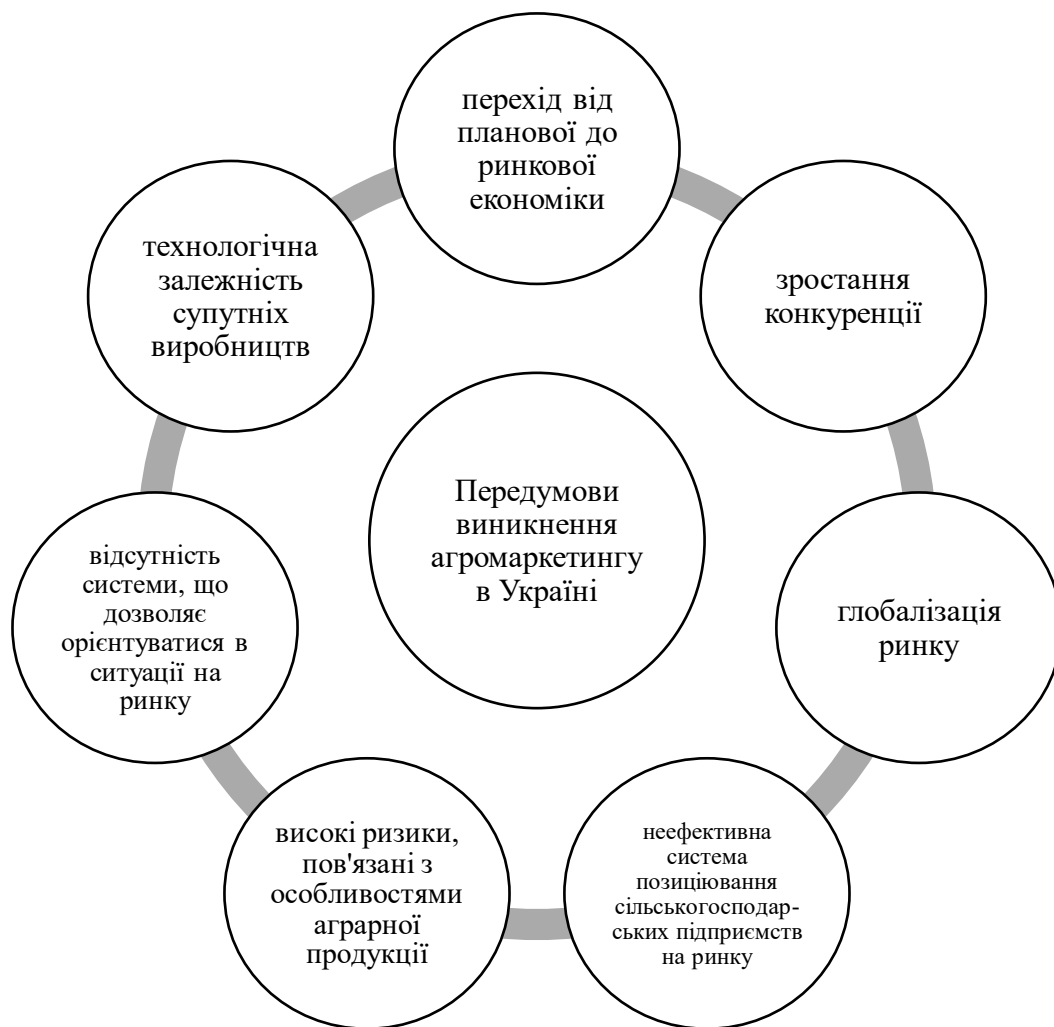 перехід від
планової до
ринкової
економіки
зростання
конкуренції
глобалізація
ринку
неефективна
система
позиціювання
сільськогосподар-
ських підприємств
на ринку
високі ризики,
пов'язані з
особливостями
аграрної
продукції
відсутність
системи, що
дозволяє
орієнтуватися в
ситуації на
ринку
технологічна
залежність
супутніх
виробництв
Передумови
виникнення
агромаркетингу
в Україні